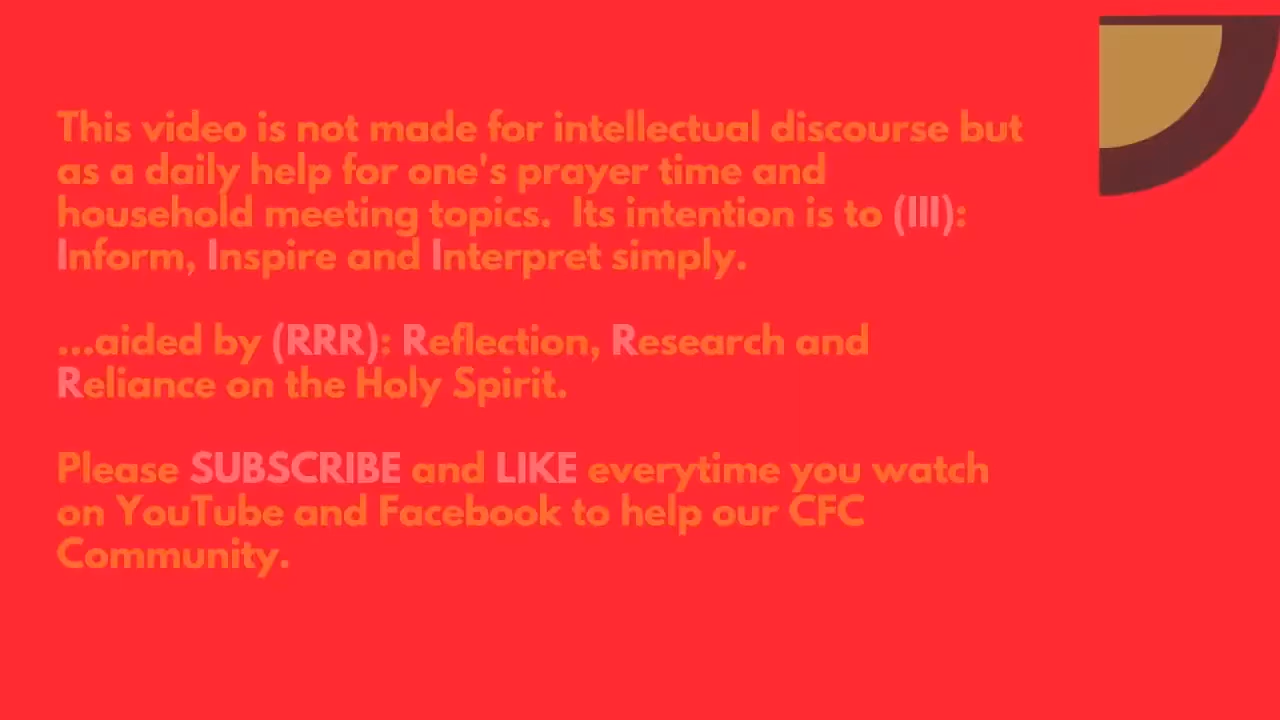 This video is not made for intellectual discourse but
as a daily help for one's prayer time and
household meeting topics.  Its intention is to (III):
Inform, Inspire and Interpret simply.
...aided by (RRR): Reflection, Research and
Reliance on the Holy Spirit.
Please SUBSCRIBE and LIKE everytime you watch
on YouTube and Facebook to help our CFC
Community.